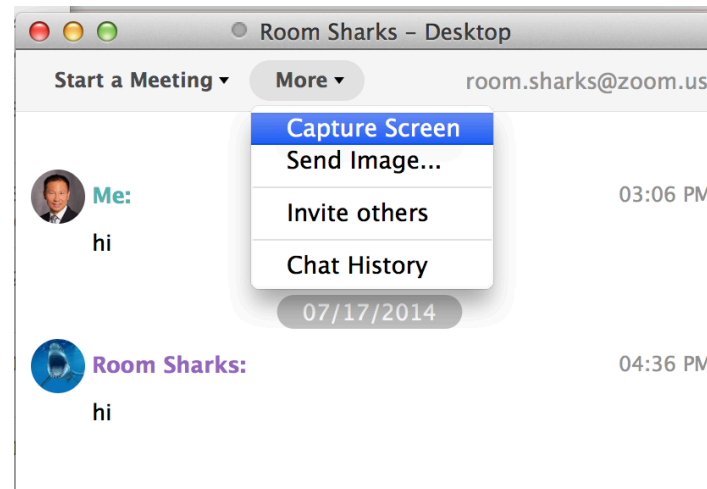 Room Sharks – Desktop
Start a Meeting More room.sharks@zoom.us
Capture Screen
Send Image...
Me: 03:06 PM
Invite others
hi
Chat History
07/17/2014
Room Sharks: 04:36 PM
hi